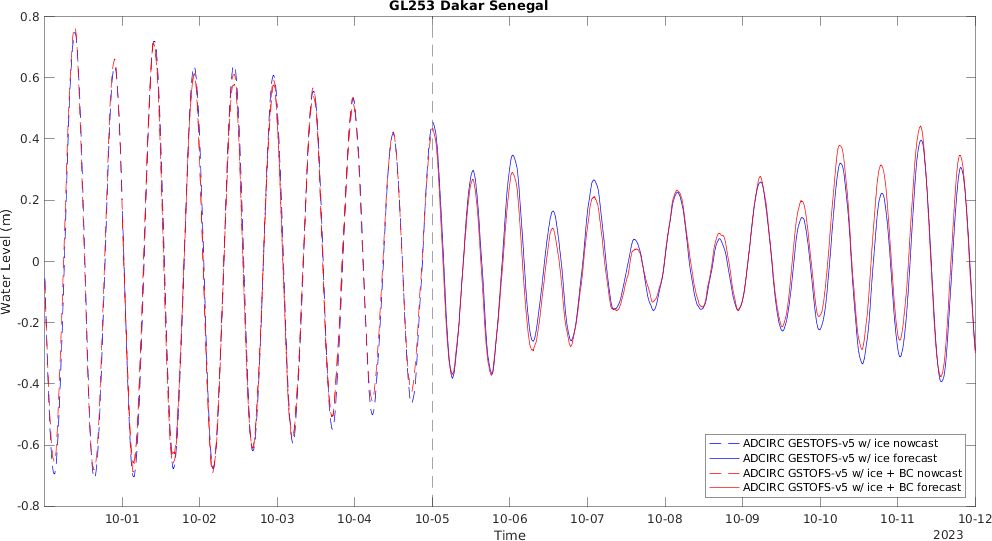 GL253 Dakar Senegal
0.8
0.6
0.4
0.2
0
-0.2
-0.4
-0.6
-0.8
Water Level (m)
ADCIRC GESTOFS-v5 w/ ice nowcast
ADCIRC GESTOFS-v5 w/ ice forecast
ADCIRC GSTOFS-v5 w/ ice + BC nowcast
ADCIRC GSTOFS-v5 w/ ice + BC forecast
10-01 10-02 10-03 10-04 10-05 10-06 10-07 10-08 10-09 10-10 10-11 10-12
Time
2023